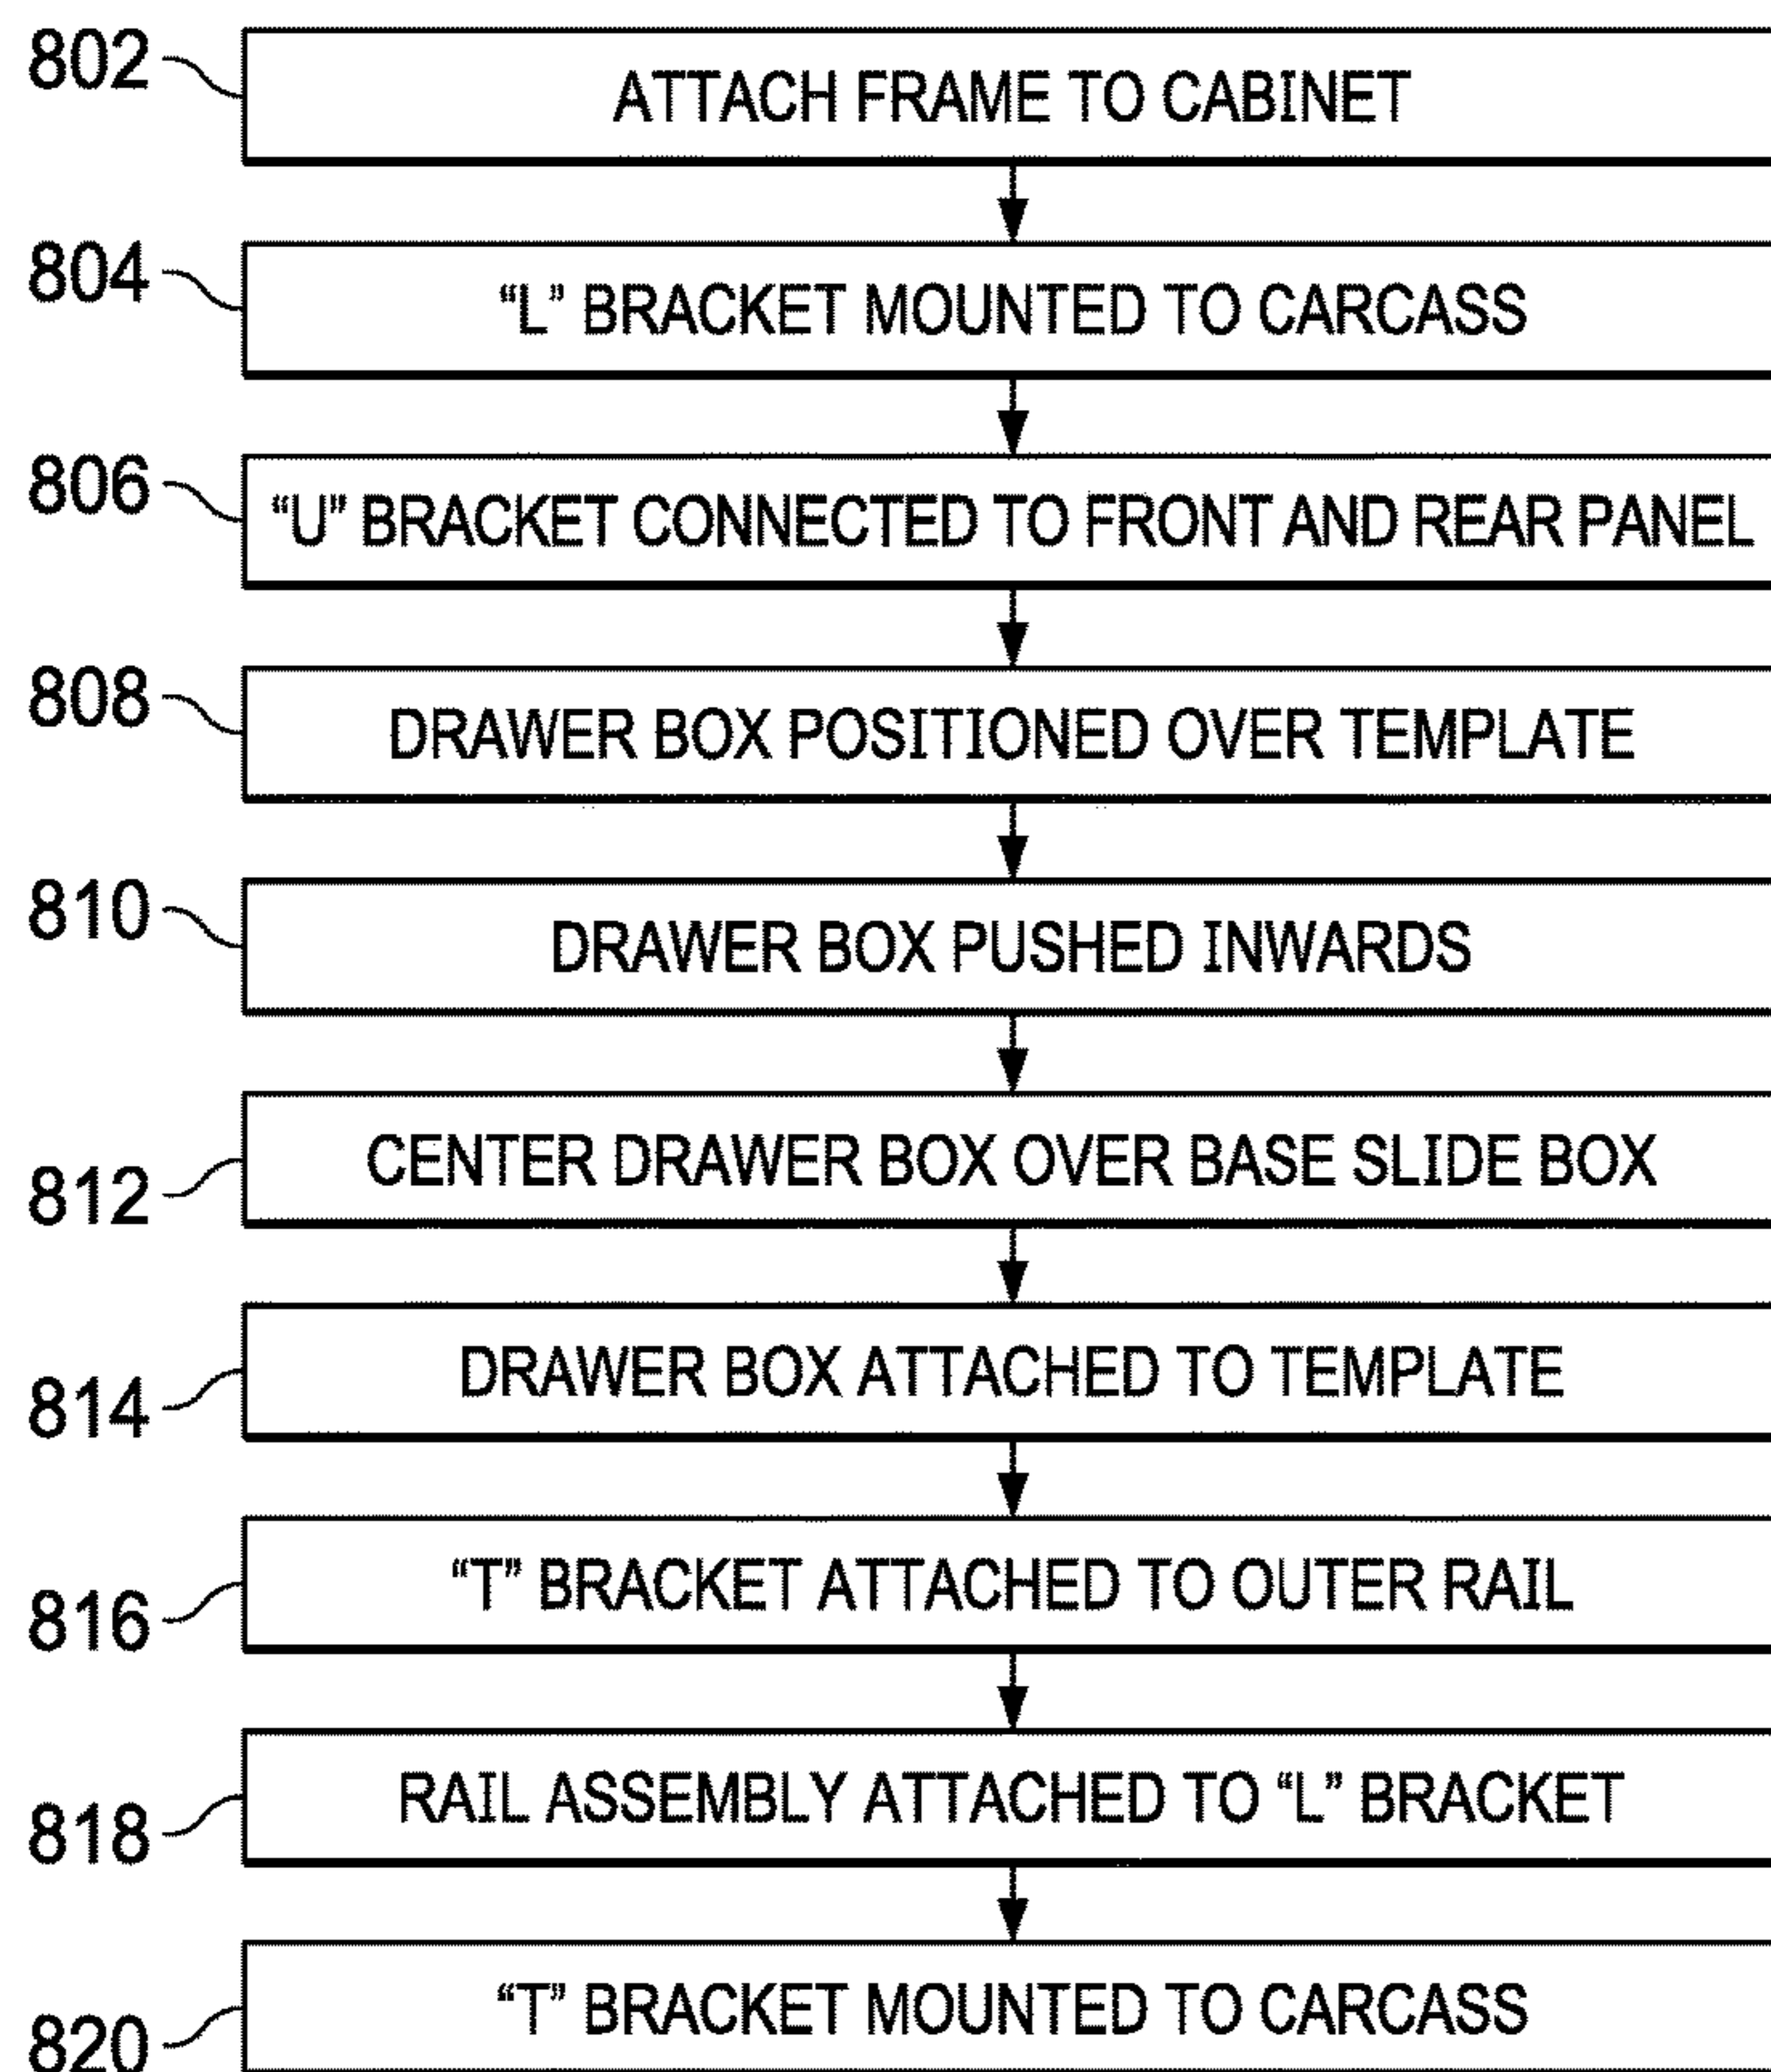 802
ATTACH FRAME TO CABINET
804
“L” BRACKET MOUNTED TO CARCASS
806
“U” BRACKET CONNECTED TO FRONT AND REAR PANEL
808
DRAWER BOX POSITIONED OVER TEMPLATE
810
DRAWER BOX PUSHED INWARDS
812
CENTER DRAWER BOX OVER BASE SLIDE BOX
814
DRAWER BOX ATTACHED TO TEMPLATE
816
“T” BRACKET ATTACHED TO OUTER RAIL
818
RAIL ASSEMBLY ATTACHED TO “L” BRACKET
820
“T” BRACKET MOUNTED TO CARCASS